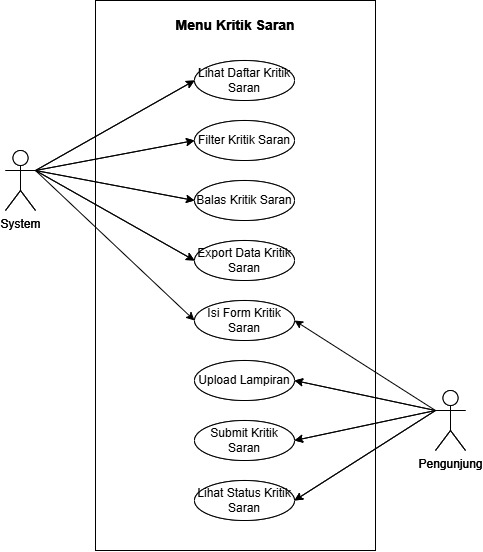 Menu Kritik Saran
Lihat Daftar Kritik
Saran
Filter Kritik Saran
System
Balas Kritik Saran
Export Data Kritik
Saran
Isi Form Kritik
Saran
Upload Lampiran
Submit Kritik
Saran
Pengunjung
Lihat Status Kritik
Saran